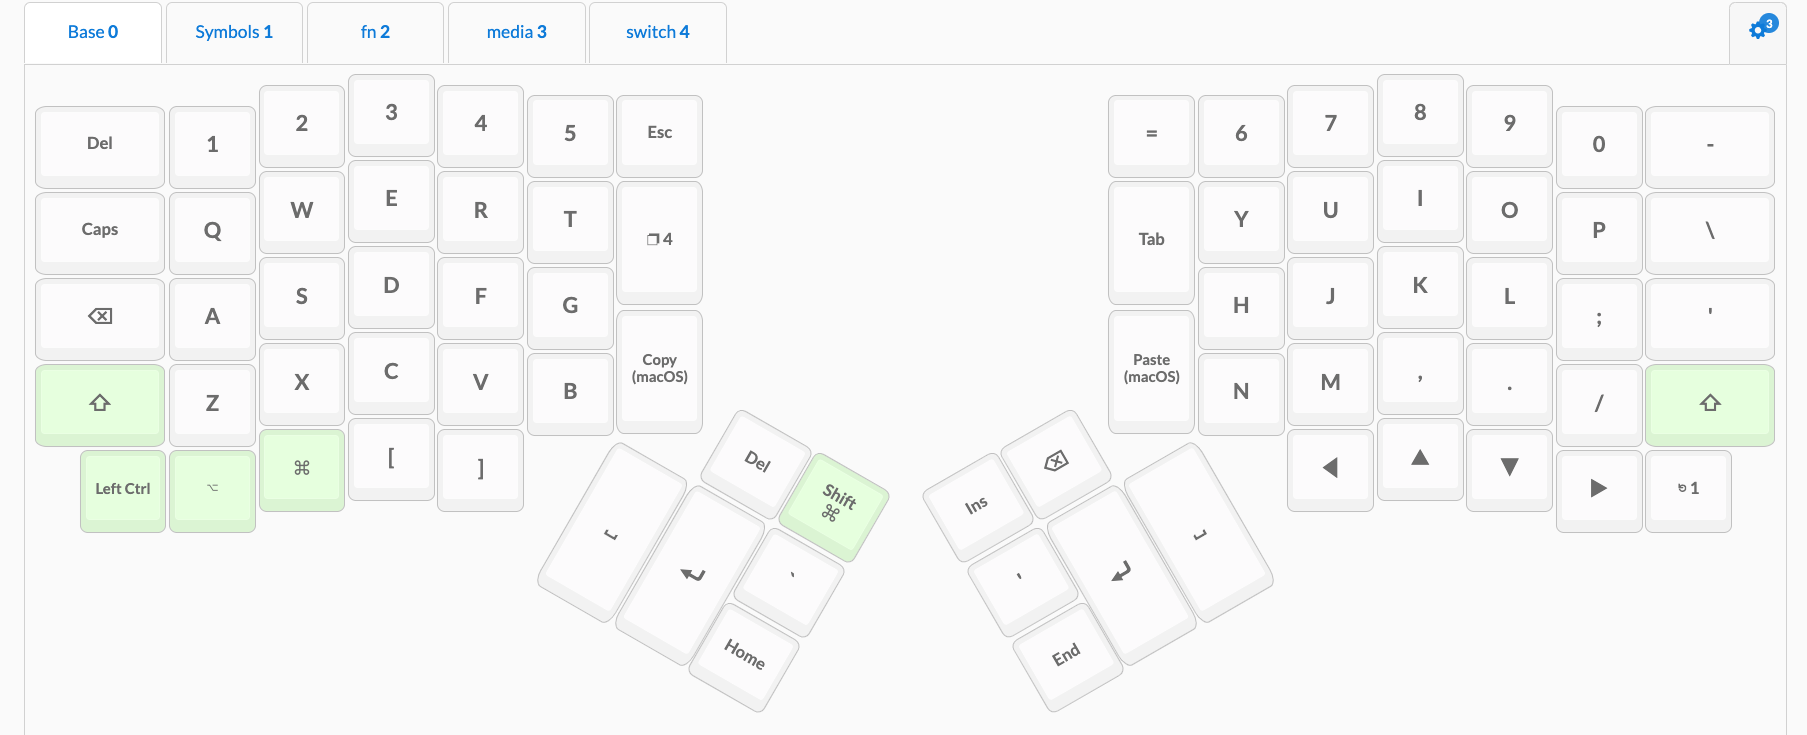 Base 0
Symbols 1
fn 2
media 3
switch 4
3
Del
1
2
3
4
5
Esc
=
6
7
8
9
0
-
Caps
Q
W
E
R
T
❐ 4
Tab
Y
U
I
O
P
\
⌫
A
S
D
F
G
H
J
K
L
;
'
⇧
Z
X
C
V
B
Copy
(macOS)
Paste
(macOS)
N
M
,
.
/
⇧
Left Ctrl
⌥
⌘
[
]
◀
▲
▼
▶
⟲ 1
Del
Shift
⌘
`
Home
Ins
⌫
'
End